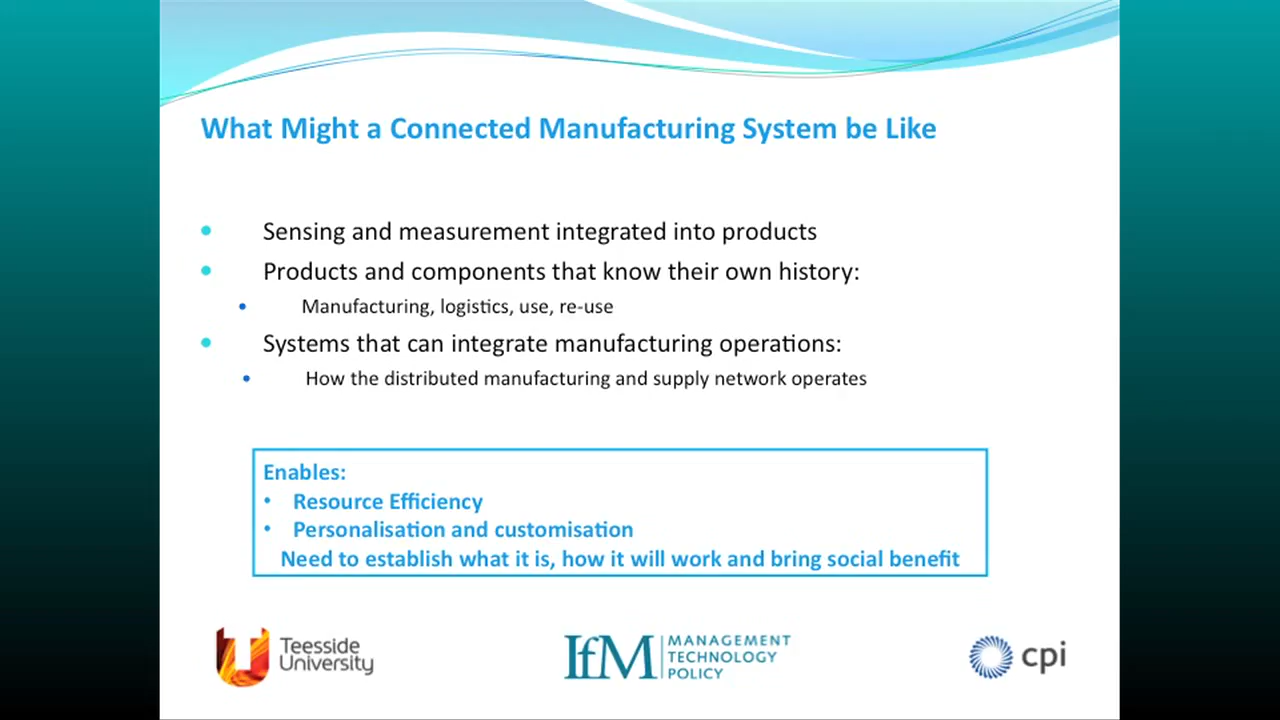 What Might a Connected Manufacturing System be Like
• Sensing and measurement integrated into products
• Products and components that know their own history:
• Manufacturing, logistics, use, re-use
• Systems that can integrate manufacturing operations:
• How the distributed manufacturing and supply network operates
Enables:
• Resource Efficiency
• Personalisation and customisation
Need to establish what it is, how it will work and bring social benefit
Teesside
University
IfM
MANAGEMENT
TECHNOLOGY
POLICY
cpi